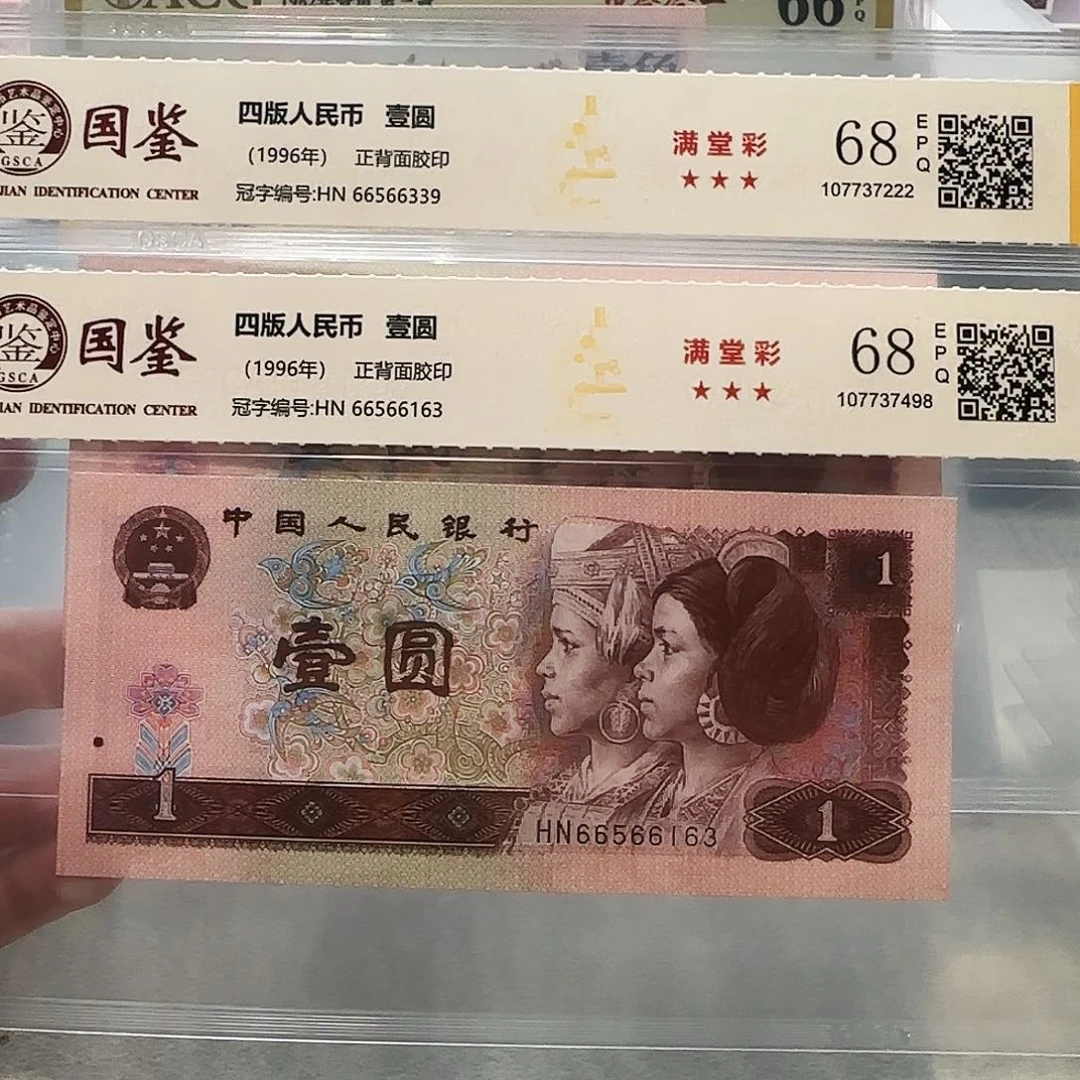 66
P
Q
国鉴
GSCA
JIAN IDENTIFICATION CENTER
四版人民币 壹圆
(1996年) 正背面胶印
冠字编号:HN 66566339
满堂彩
★★★
68
EPQ
107737222
国鉴
GSCA
JIAN IDENTIFICATION CENTER
四版人民币 壹圆
(1996年) 正背面胶印
冠字编号:HN 66566163
满堂彩
★★★
68
EPQ
107737498
中国人民银行
1
壹圆
1
HN66566163
1